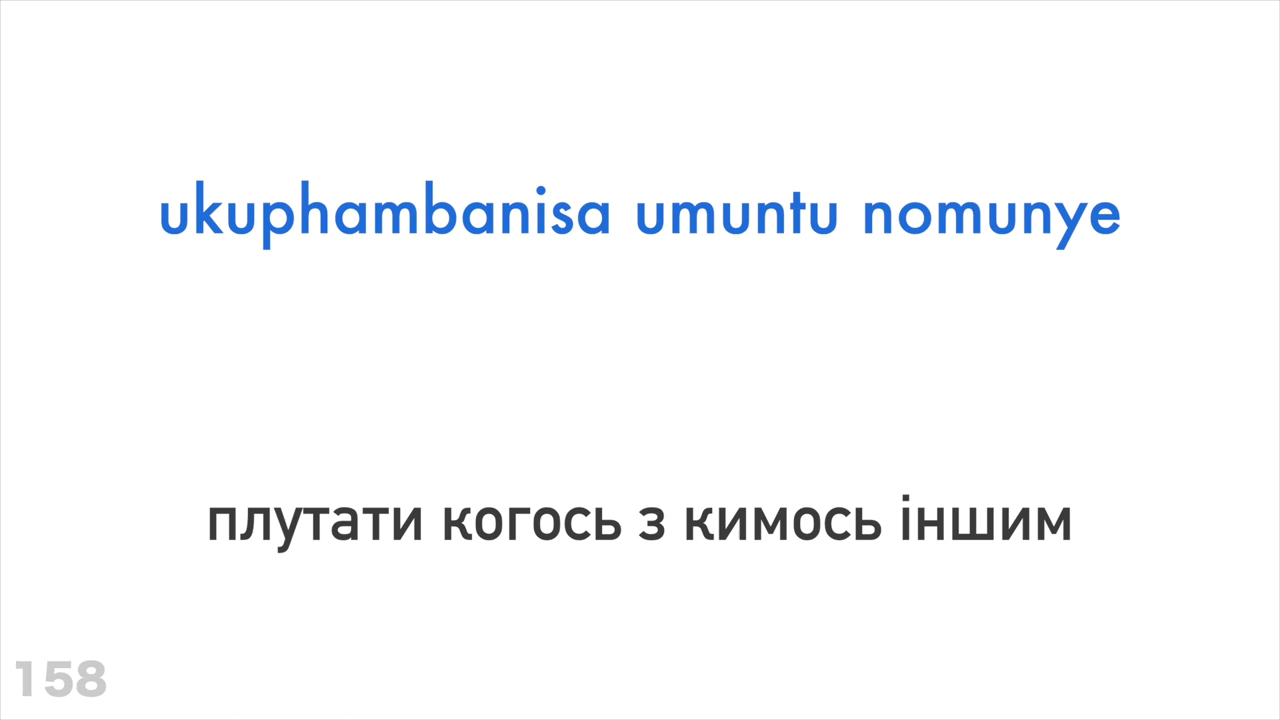 ukuphambanisa umuntu nomunye
плутати когось з кимось іншим
158